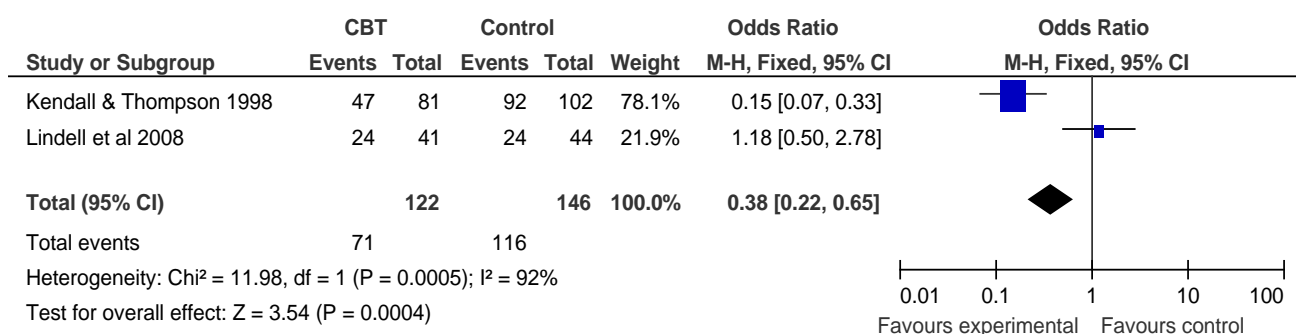 CBT Control Odds Ratio Odds Ratio
Study or Subgroup Events Total Events Total Weight M-H, Fixed, 95% CI M-H, Fixed, 95% CI
Kendall & Thompson 1998 47 81 92 102 78.1% 0.15 [0.07, 0.33]
Lindell et al 2008 24 41 24 44 21.9% 1.18 [0.50, 2.78]
Total (95% CI) 122 146 100.0% 0.38 [0.22, 0.65]
Total events 71 116
Heterogeneity: Chi² = 11.98, df = 1 (P = 0.0005); I² = 92%
Test for overall effect: Z = 3.54 (P = 0.0004)
0.01 0.1 1 10 100
Favours experimental Favours control